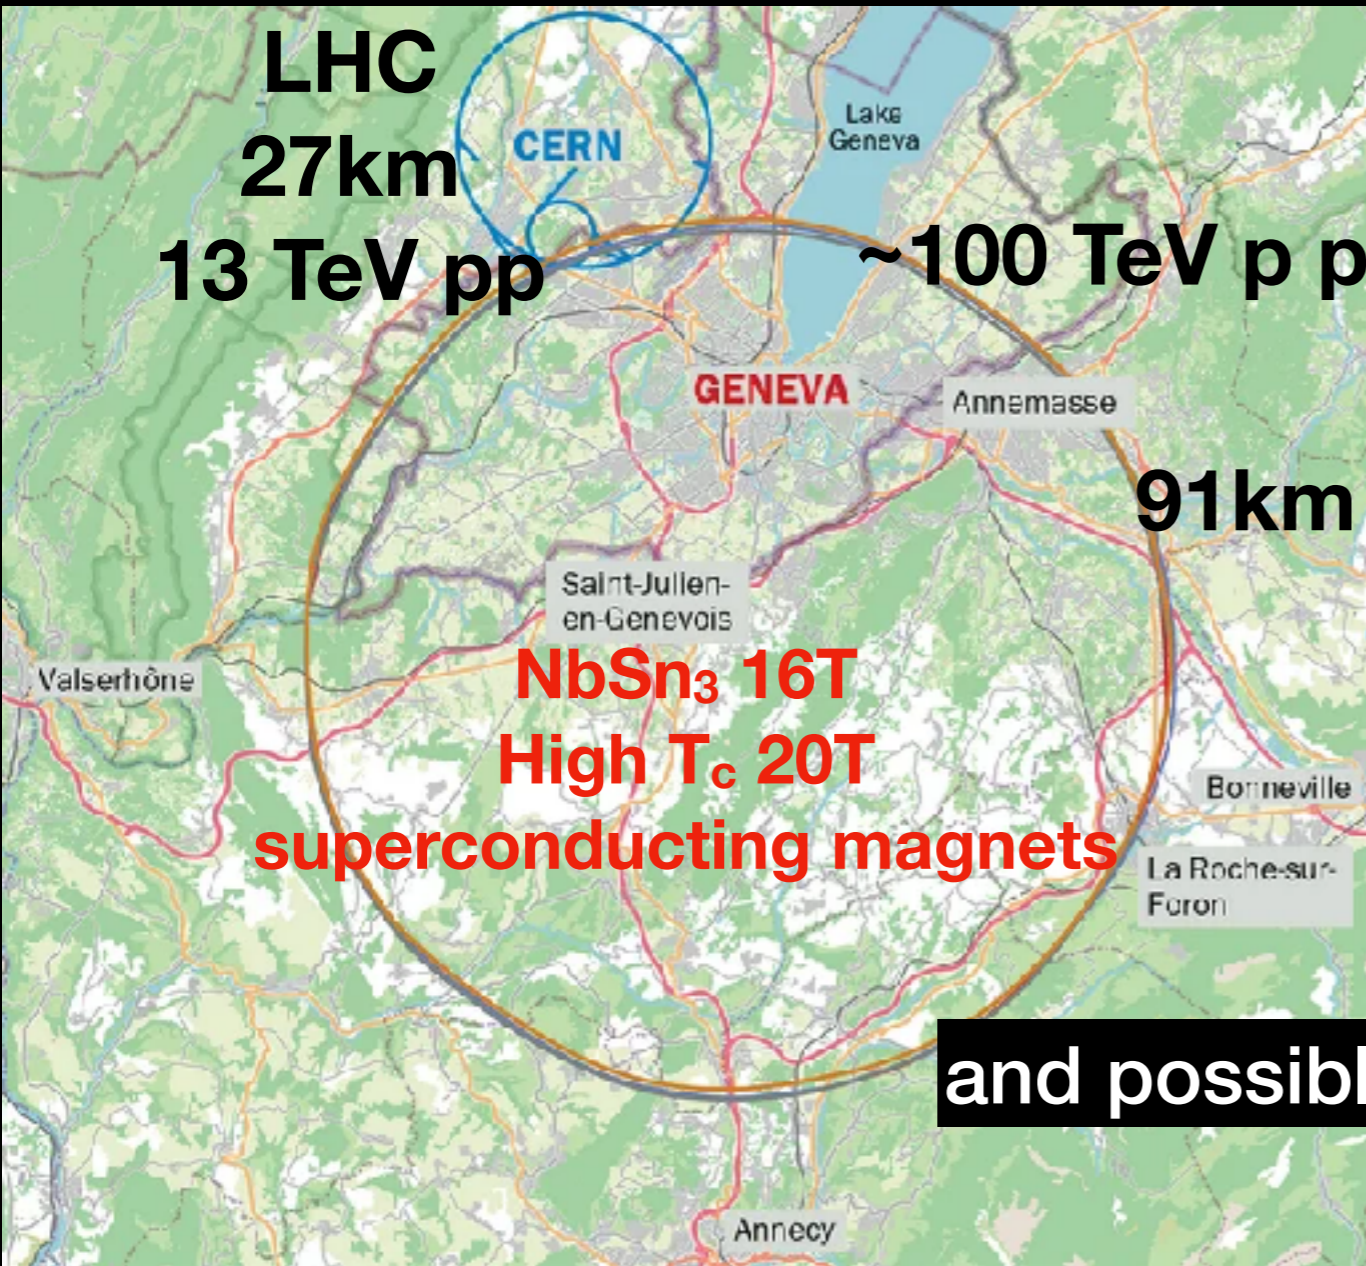 LHC
27km
13 TeV pp
CERN
Lake
Geneva
~100 TeV p p
GENEVA
Annemasse
91km
Saint-Julien-
en-Genevois
Valserhône
NbSn₃ 16T
High Tc 20T
superconducting magnets
Bonneville
La Roche-sur-
Foron
and possibl
Annecy